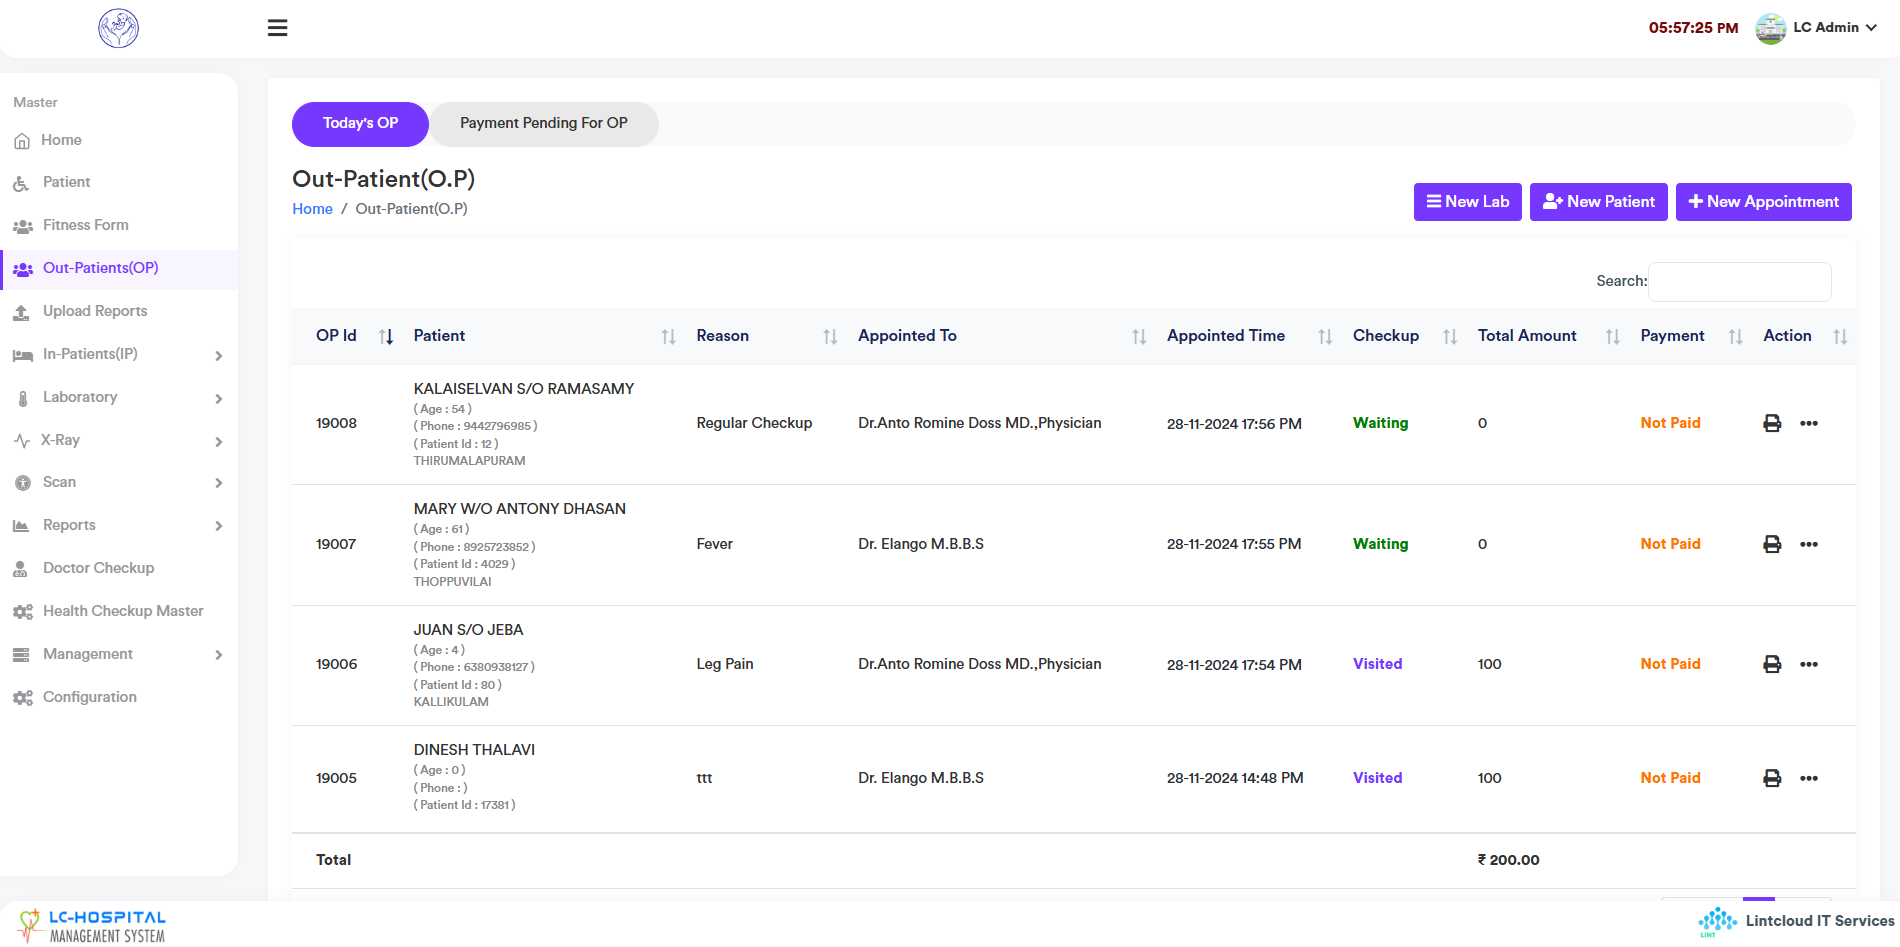 05:57:25 PM
LC Admin
Master
Home
Patient
Fitness Form
Out-Patients(OP)
Upload Reports
In-Patients(IP)
Laboratory
X-Ray
Scan
Reports
Doctor Checkup
Health Checkup Master
Management
Configuration
Today's OP
Payment Pending For OP
Out-Patient(O.P)
Home / Out-Patient(O.P)
New Lab
New Patient
New Appointment
Search:
OP Id Patient Reason Appointed To Appointed Time Checkup Total Amount Payment Action
KALAISELVAN S/O RAMASAMY
( Age : 54 )
( Phone : 9442796985 )
( Patient Id : 12 )
THIRUMALAPURAM
19008 Regular Checkup Dr.Anto Romine Doss MD.,Physician 28-11-2024 17:56 PM Waiting 0 Not Paid
MARY W/O ANTONY DHASAN
( Age : 61 )
( Phone : 8925723852 )
( Patient Id : 4029 )
THOPPUVILAI
19007 Fever Dr. Elango M.B.B.S 28-11-2024 17:55 PM Waiting 0 Not Paid
JUAN S/O JEBA
( Age : 4 )
( Phone : 6380938127 )
( Patient Id : 80 )
KALLIKULAM
19006 Leg Pain Dr.Anto Romine Doss MD.,Physician 28-11-2024 17:54 PM Visited 100 Not Paid
DINESH THALAVI
( Age : 0 )
( Phone : )
( Patient Id : 17381 )
19005 ttt Dr. Elango M.B.B.S 28-11-2024 14:48 PM Visited 100 Not Paid
Total ₹ 200.00
LC-HOSPITAL
MANAGEMENT SYSTEM
LINT
Lintcloud IT Services